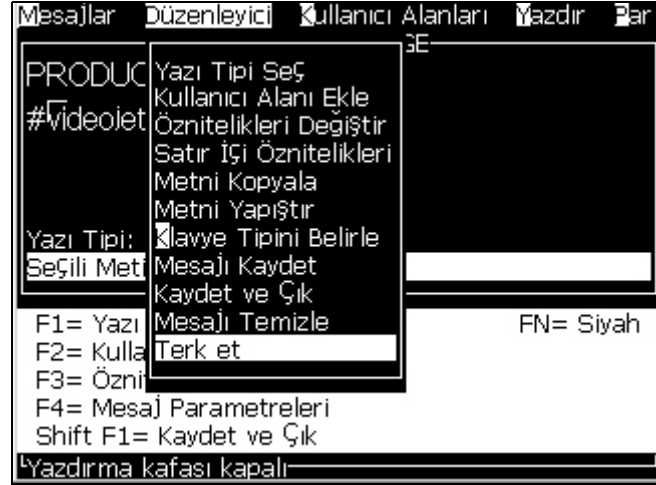 Mesajlar Düzenleyici Kullanıcı Alanları Yazdır Par
GE
PRODUC
#Videojet
Yazı Tipi Seç
Kullanıcı Alanı Ekle
Öznitelikleri Değiştir
Satır İçi Öznitelikleri
Metni Kopyala
Metni Yapıştır
Klavye Tipini Belirle
Mesajı Kaydet
Kaydet ve Çık
Mesajı Temizle
Terk et
Yazı Tipi:
Seçili Meti
F1= Yazı FN= Siyah
F2= Kulla
F3= Özni
F4= Mesaj Parametreleri
Shift F1= Kaydet ve Çık
Yazdırma kafası kapalı